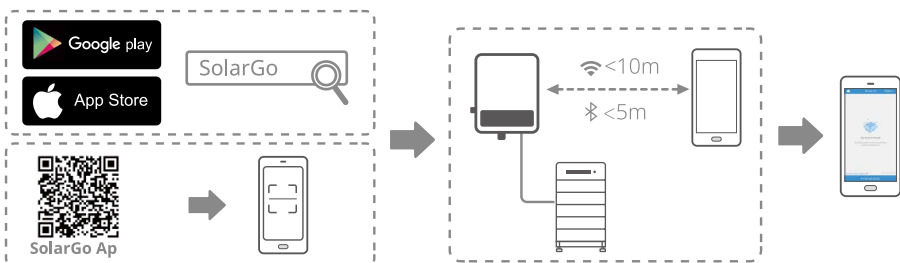 Google play
SolarGo
App Store
<10m
<5m
SolarGo Ap